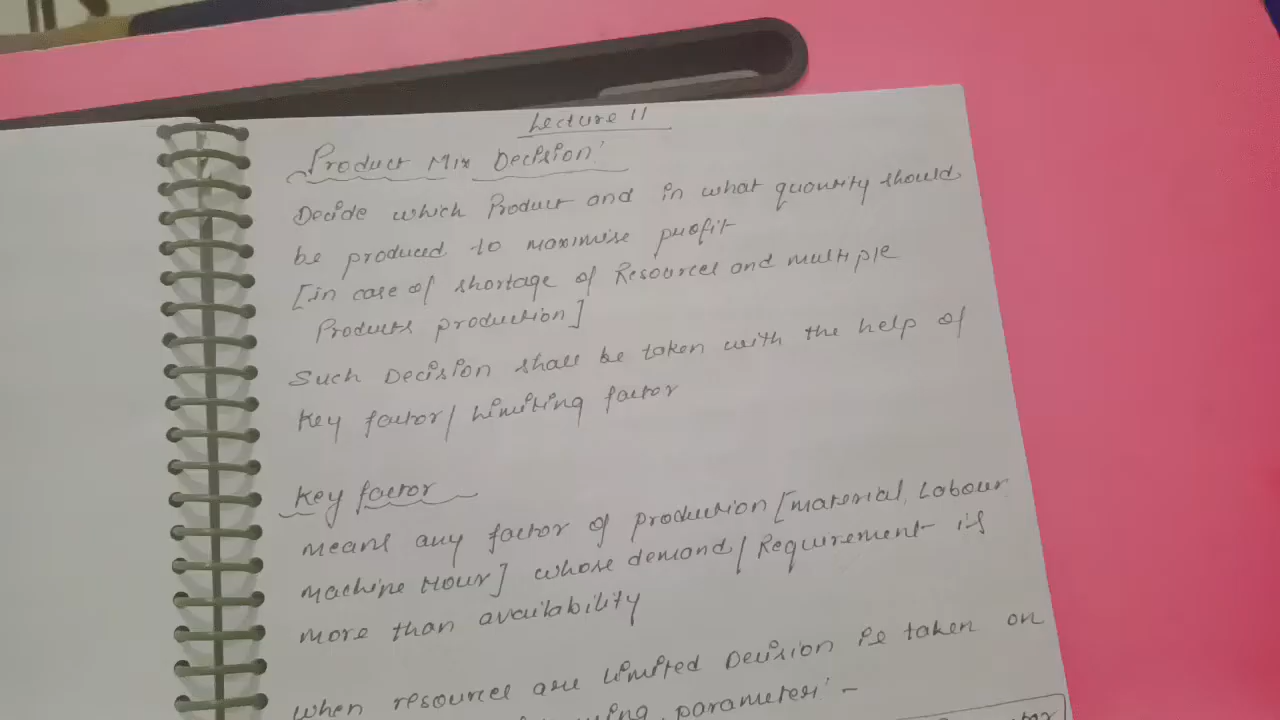 Lecture 11
Product Mix Decision:
Decide which Product and in what quantity should
be produced to maximise profit
[in case of shortage of Resources and multiple
Products production]
Such Decision shall be taken with the help of
Key factor/ Limiting factor
Key factor
means any factor of production [material, Labour
machine Hour] whose demand/ Requirement is
more than availability
When resources are limited Decision is taken on
parameters: -